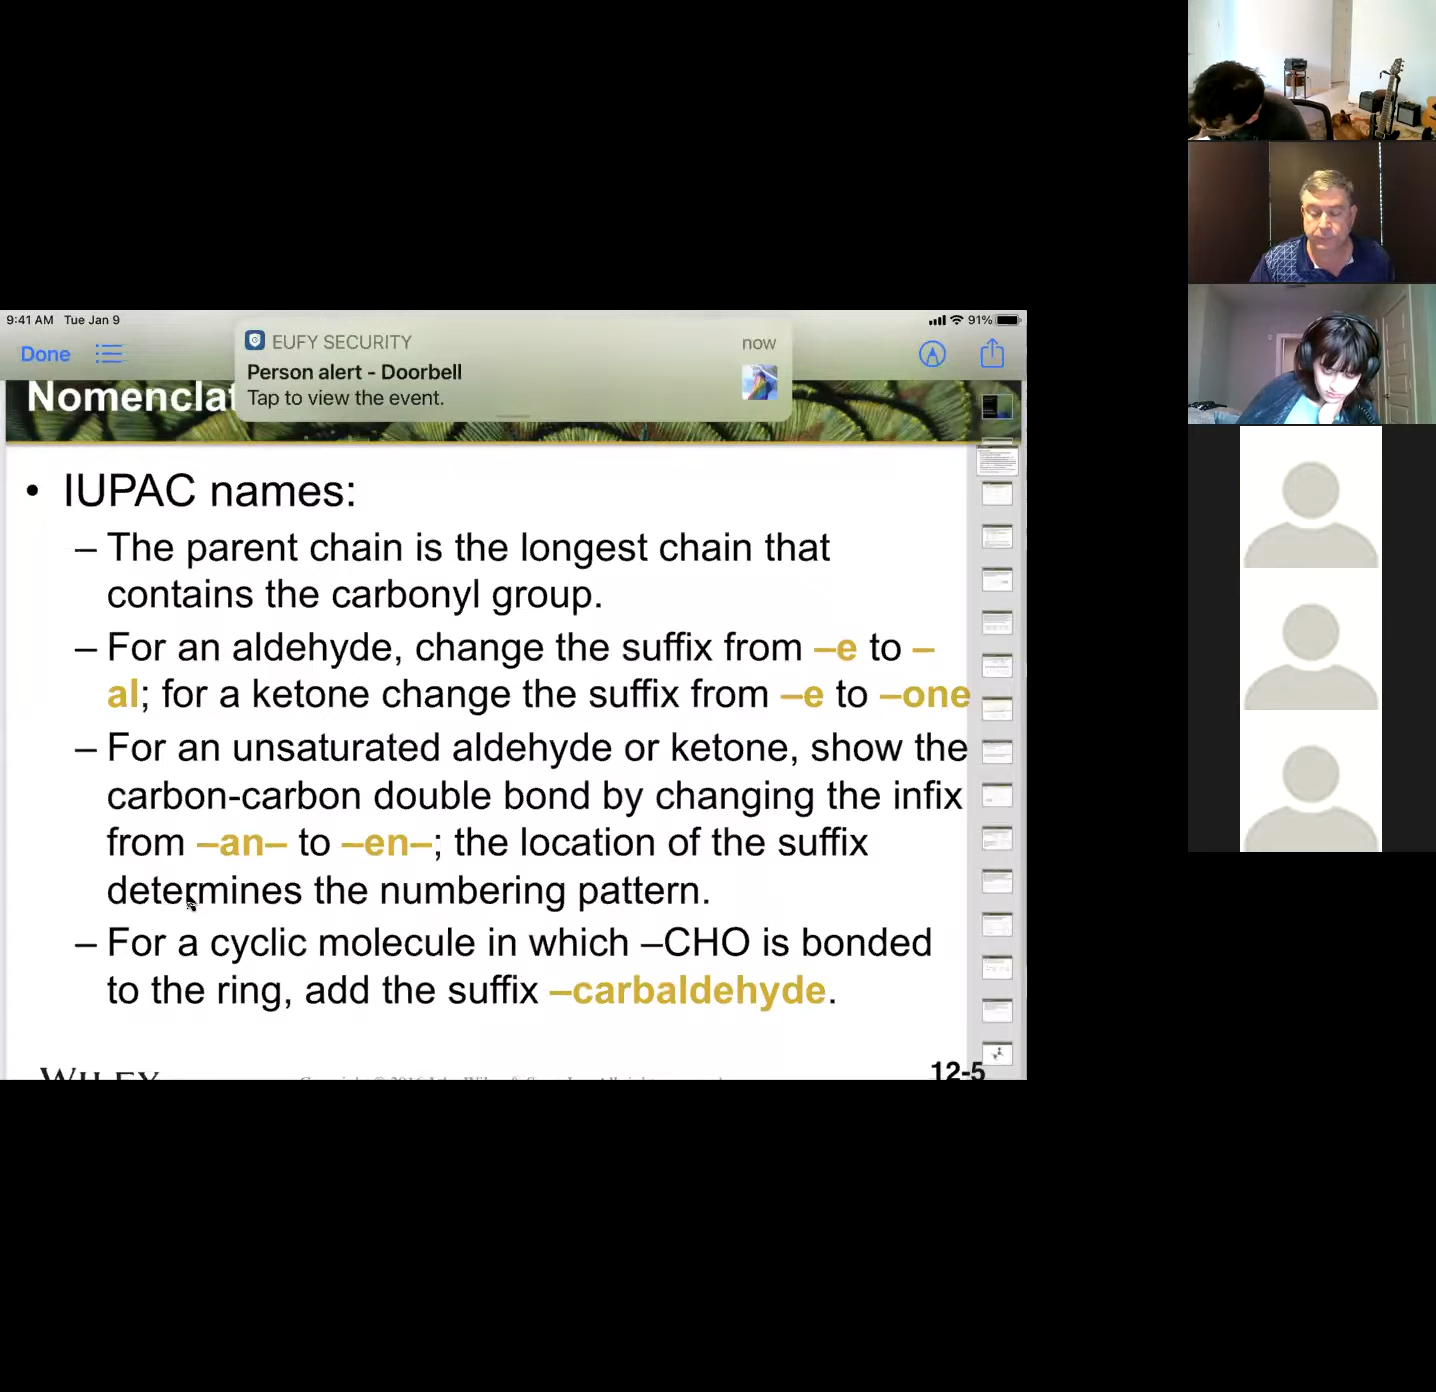 9:41 AM Tue Jan 9
91%
Done
EUFY SECURITY
now
Person alert - Doorbell
Tap to view the event.
• IUPAC names:
– The parent chain is the longest chain that
contains the carbonyl group.
– For an aldehyde, change the suffix from –e to –
al; for a ketone change the suffix from –e to –one
– For an unsaturated aldehyde or ketone, show the
carbon-carbon double bond by changing the infix
from –an– to –en–; the location of the suffix
determines the numbering pattern.
– For a cyclic molecule in which –CHO is bonded
to the ring, add the suffix –carbaldehyde.
WILEY
12-5